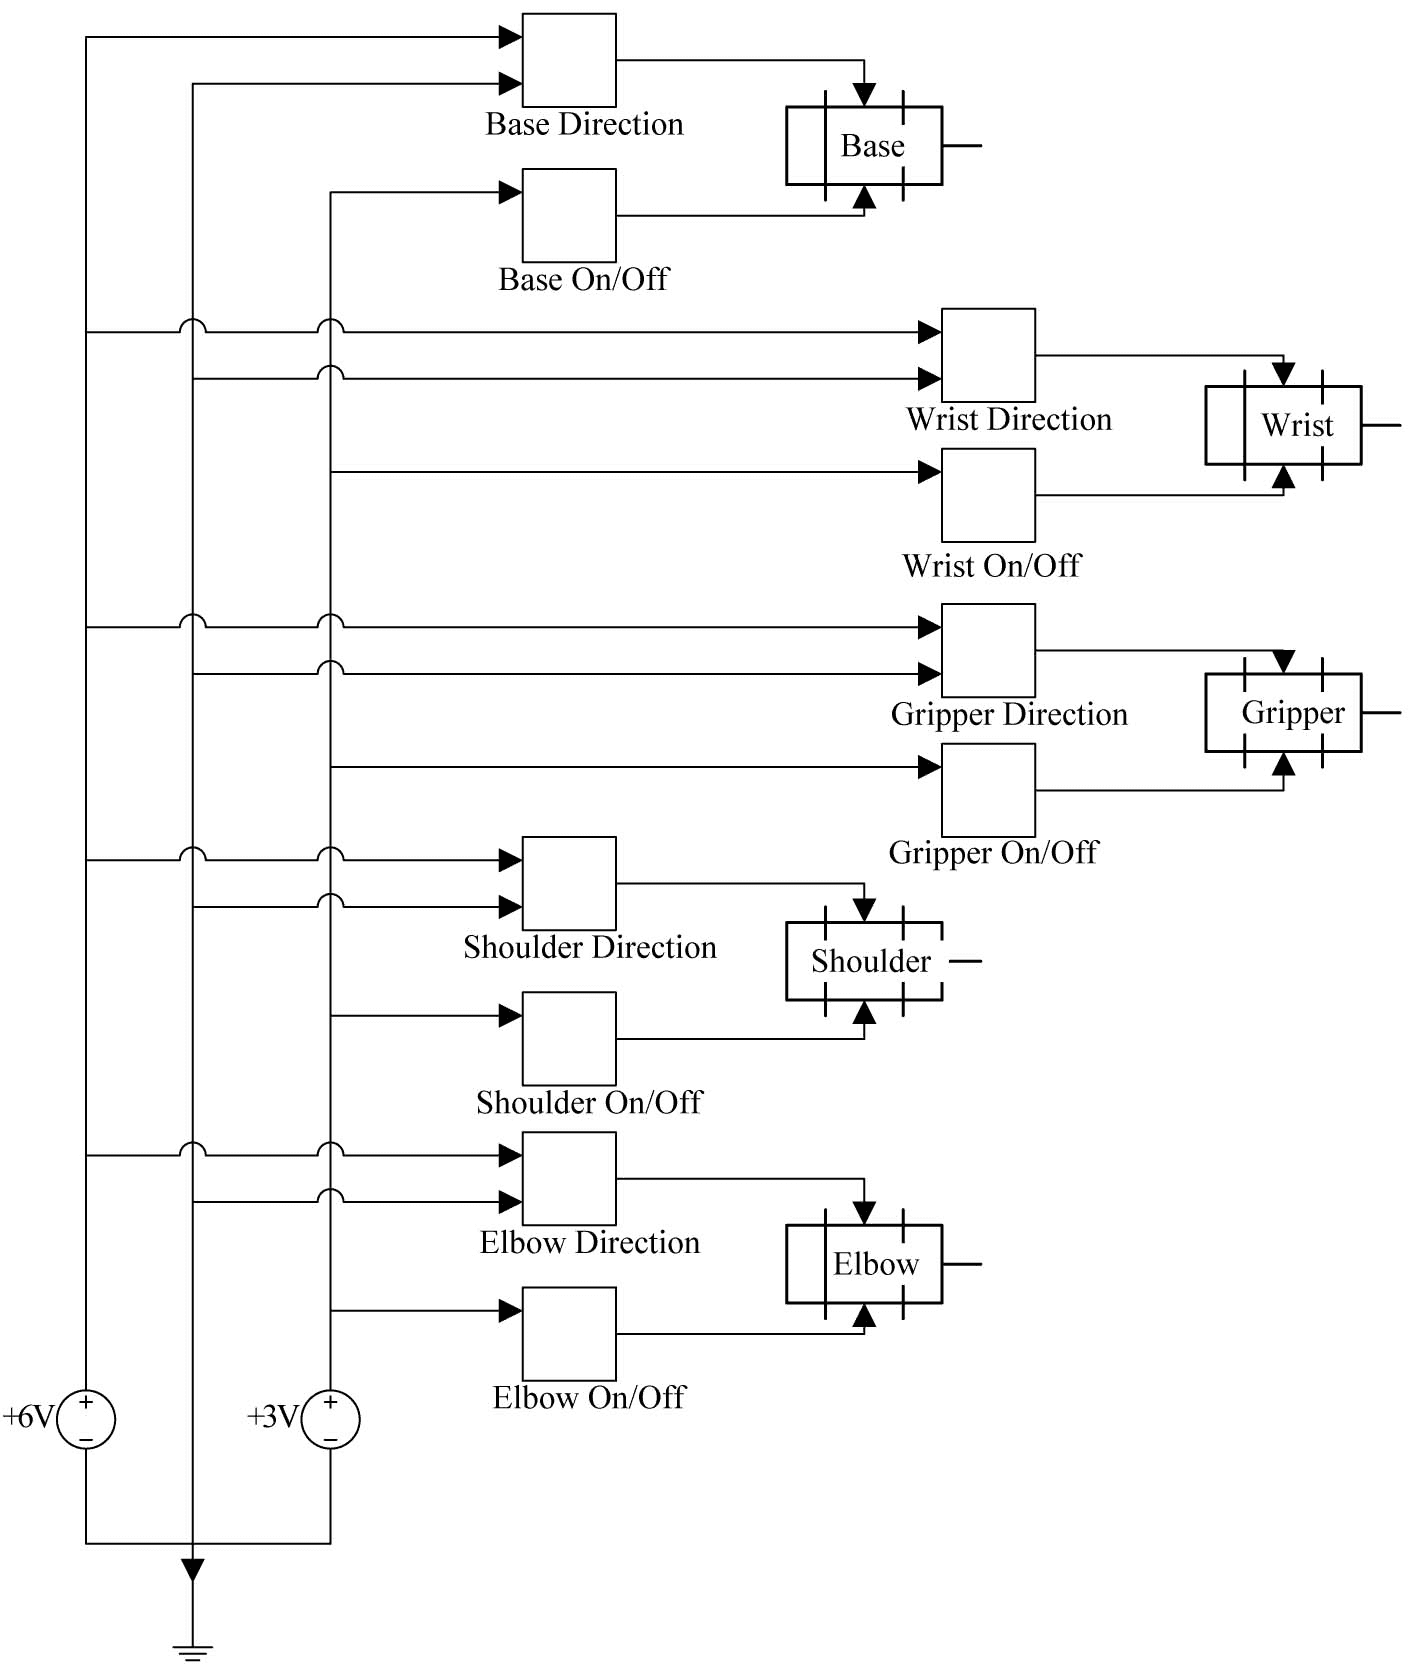 Base Direction
Base
Base On/Off
Wrist Direction
Wrist
Wrist On/Off
Gripper Direction
Gripper
Gripper On/Off
Shoulder Direction
Shoulder
Shoulder On/Off
Elbow Direction
Elbow
Elbow On/Off
+6V
+3V